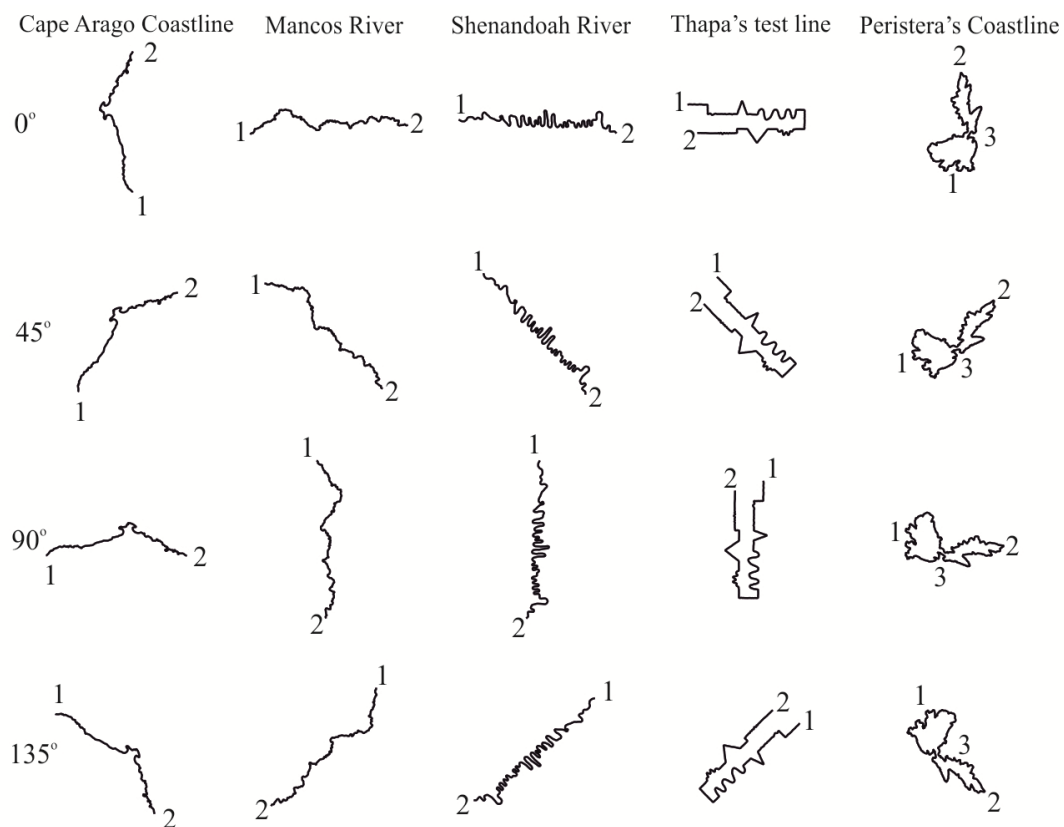 Cape Arago Coastline Mancos River Shenandoah River Thapa's test line Peristera's Coastline
0° 2 1 1 2 1 2 1 2 2 3 1
45° 2 1 1 2 1 2 1 2 2 1 3
90° 1 2 1 2 1 2 2 1 1 2 3
135° 1 2 1 2 1 2 2 1 1 3 2